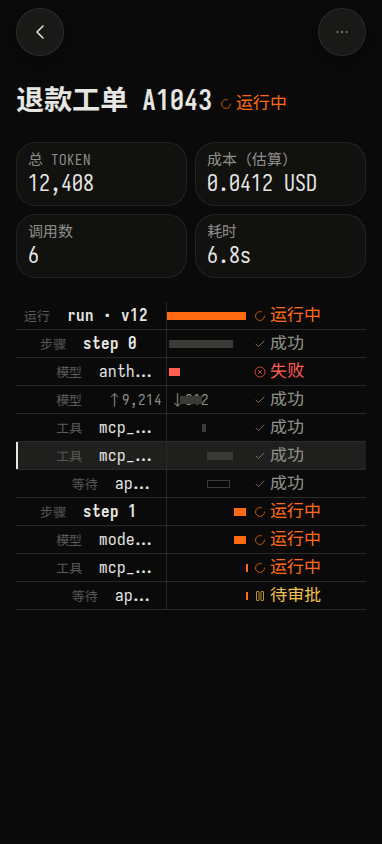 退款工单 A1043 运行中
总 TOKEN
12,408
成本（估算）
0.0412 USD
调用数
6
耗时
6.8s
运行 run · v12 运行中
步骤 step 0 成功
模型 anth... 失败
模型 ↑9,214 ↓ 成功
工具 mcp_... 成功
工具 mcp_... 成功
等待 ap... 成功
步骤 step 1 运行中
模型 mode... 运行中
工具 mcp_... 运行中
等待 ap... 待审批